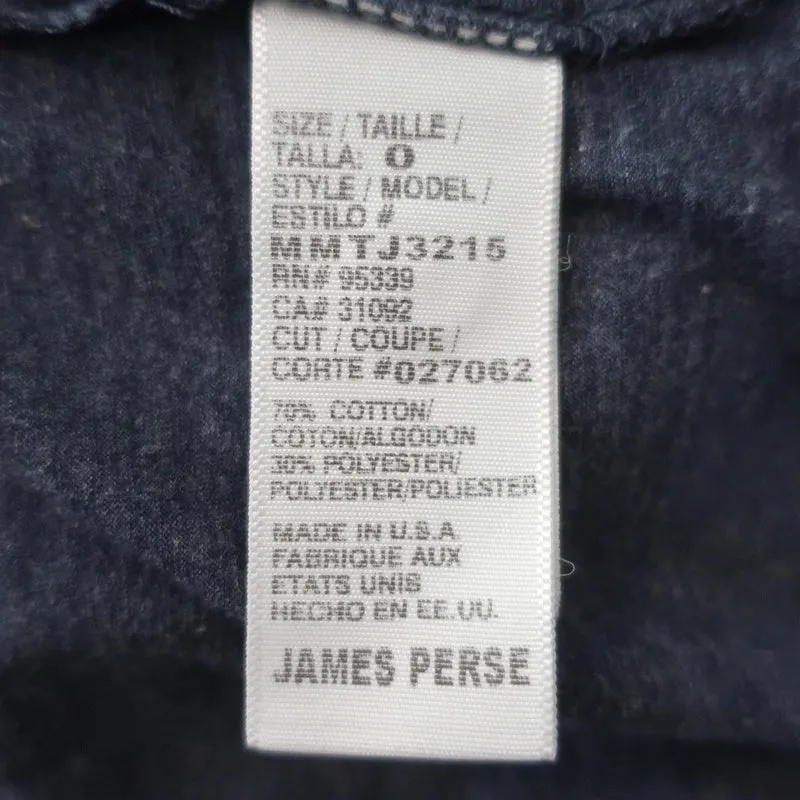 SIZE / TAILLE /
TALLA: 0
STYLE / MODEL /
ESTILO #
MMTJ3215
RN# 95339
CA# 31092
CUT / COUPE /
CORTE #027062
70% COTTON/
COTON/ALGODON
30% POLYESTER/
POLYESTER/POLIESTER
MADE IN U.S.A
FABRIQUE AUX
ETATS UNIS
HECHO EN EE.UU.
JAMES PERSE